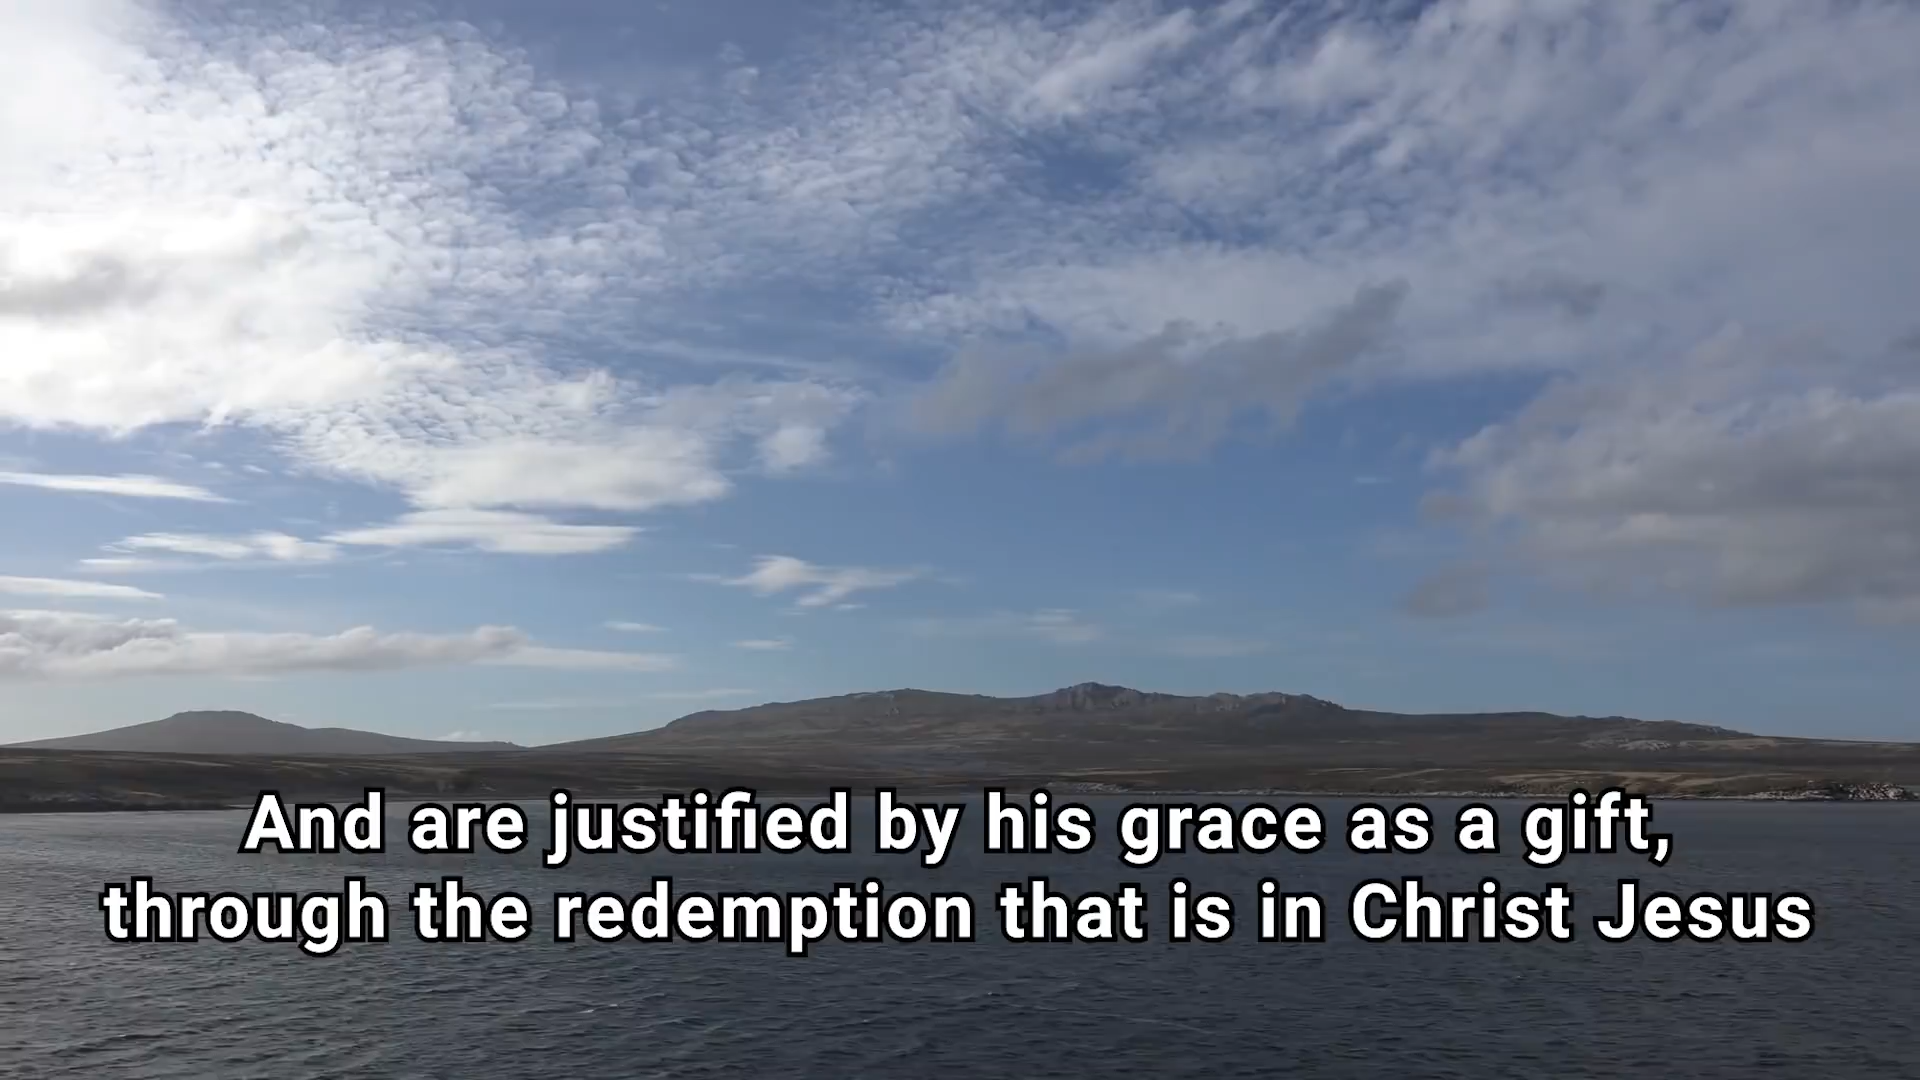 And are justified by his grace as a gift,
through the redemption that is in Christ Jesus